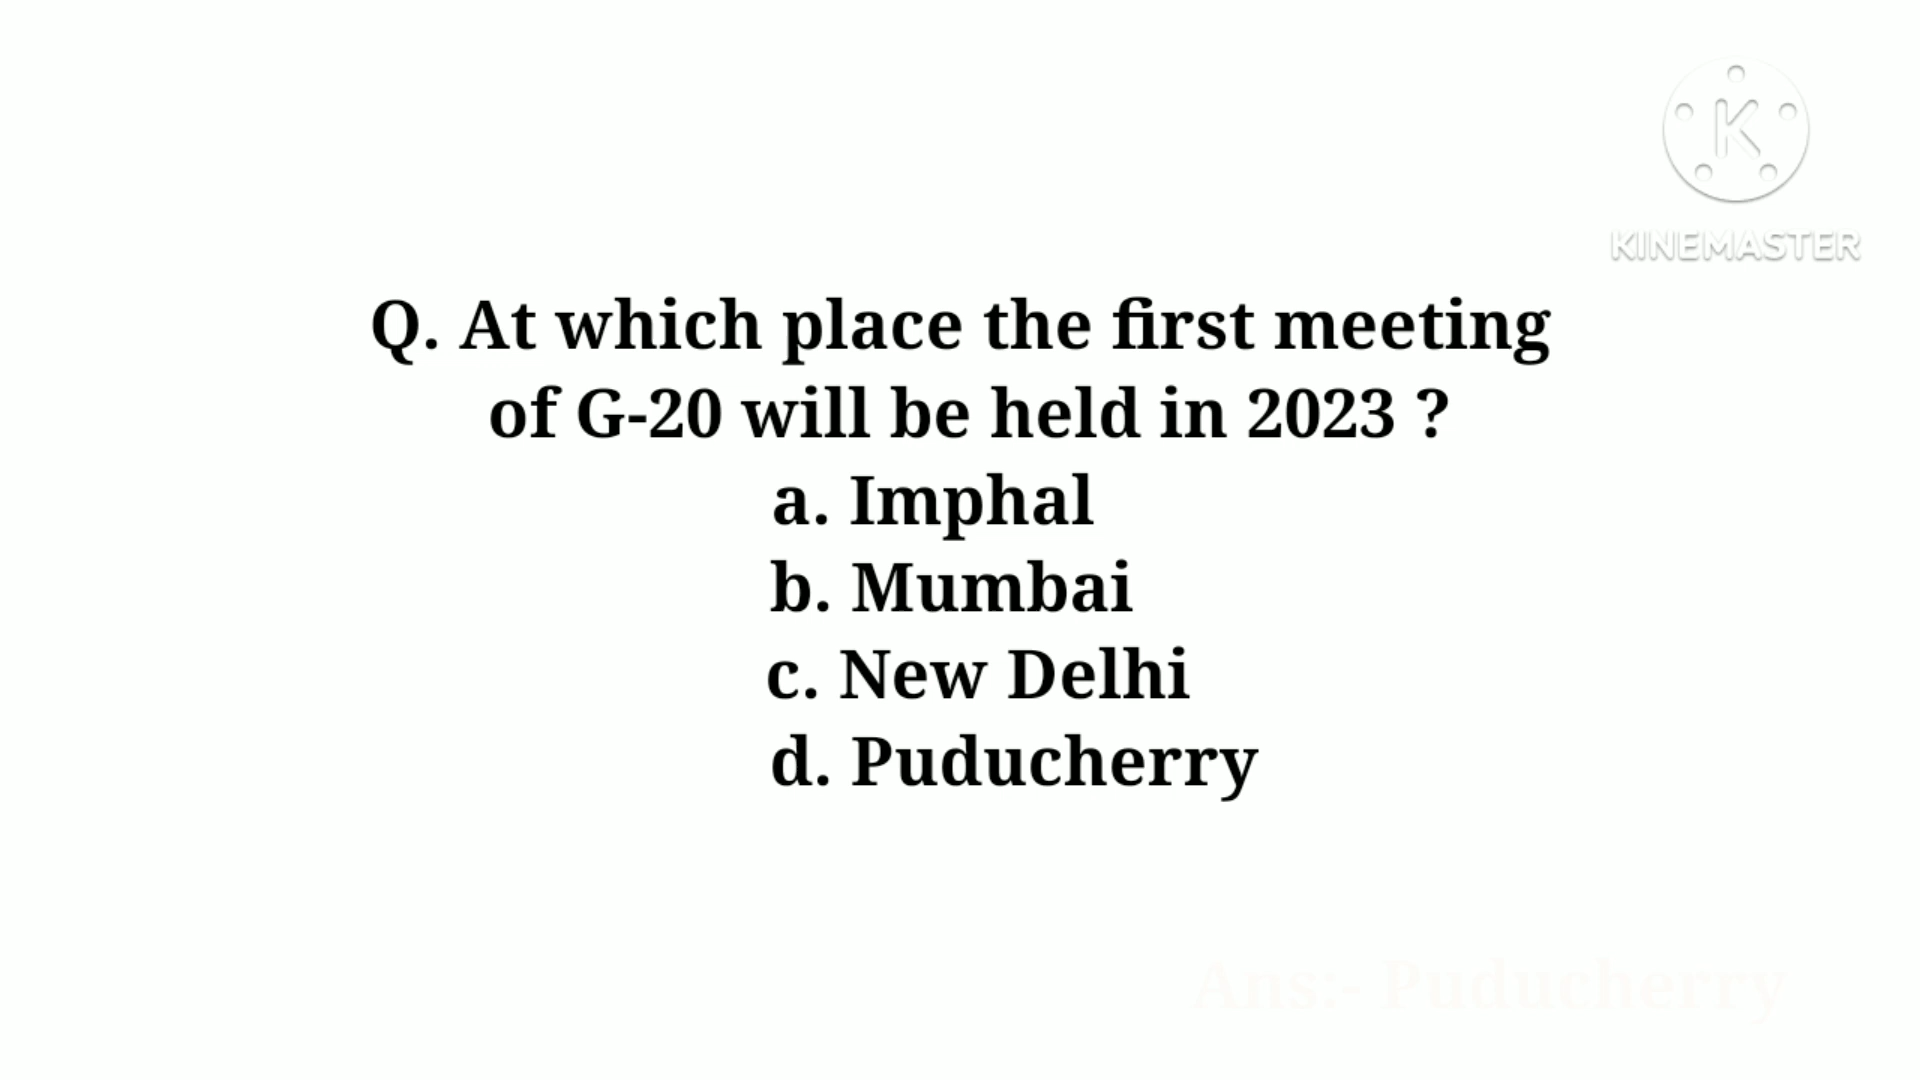 KINEMASTER
Q. At which place the first meeting
of G-20 will be held in 2023 ?
a. Imphal
b. Mumbai
c. New Delhi
d. Puducherry
Ans:- Puducherry